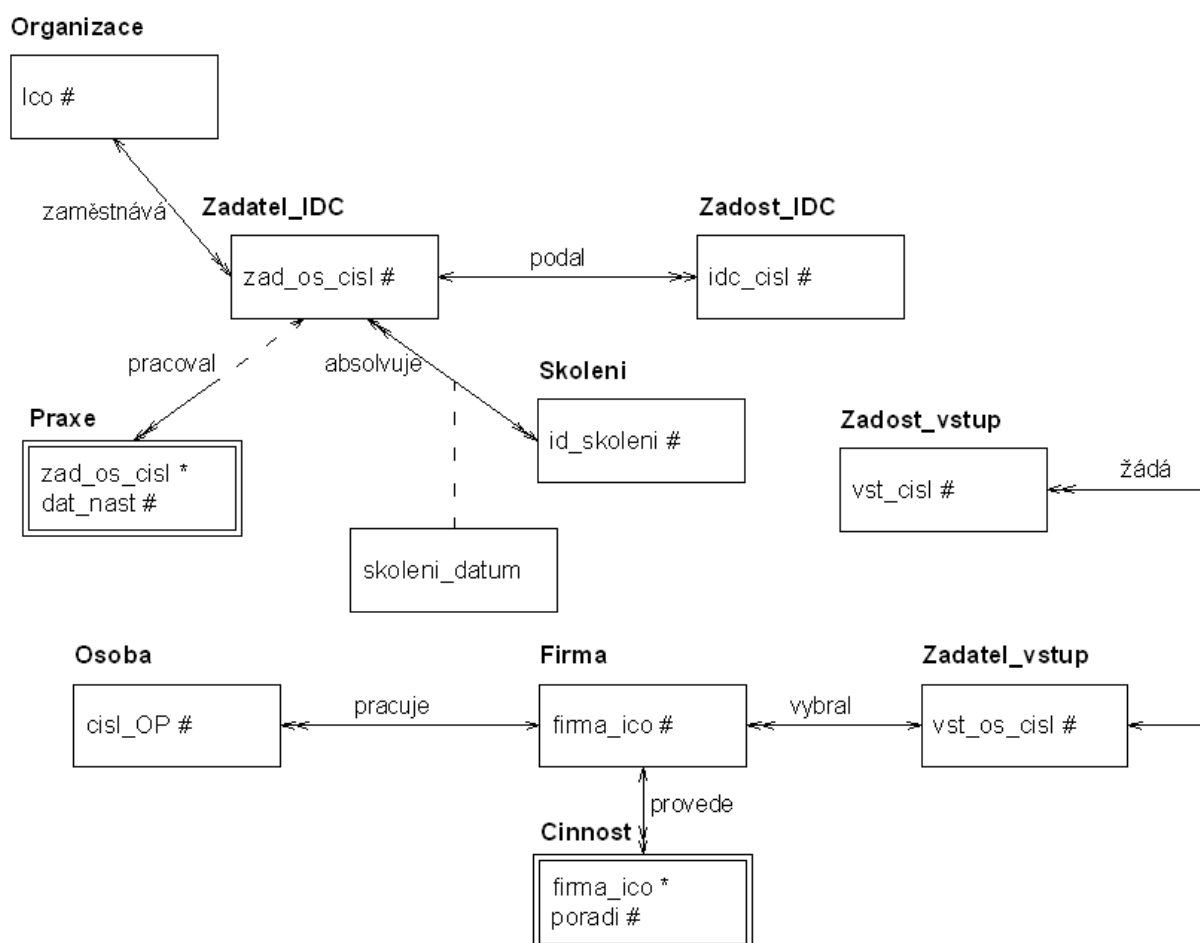 Organizace
Ico #
zaměstnává
Zadatel_IDC
zad_os_cisl #
podal
Zadost_IDC
idc_cisl #
pracoval
absolvuje
Skoleni
id_skoleni #
Praxe
zad_os_cisl *
dat_nast #
skoleni_datum
Zadost_vstup
vst_cisl #
žádá
Osoba
cisl_OP #
pracuje
Firma
firma_ico #
vybral
Zadatel_vstup
vst_os_cisl #
provede
Cinnost
firma_ico *
poradi #